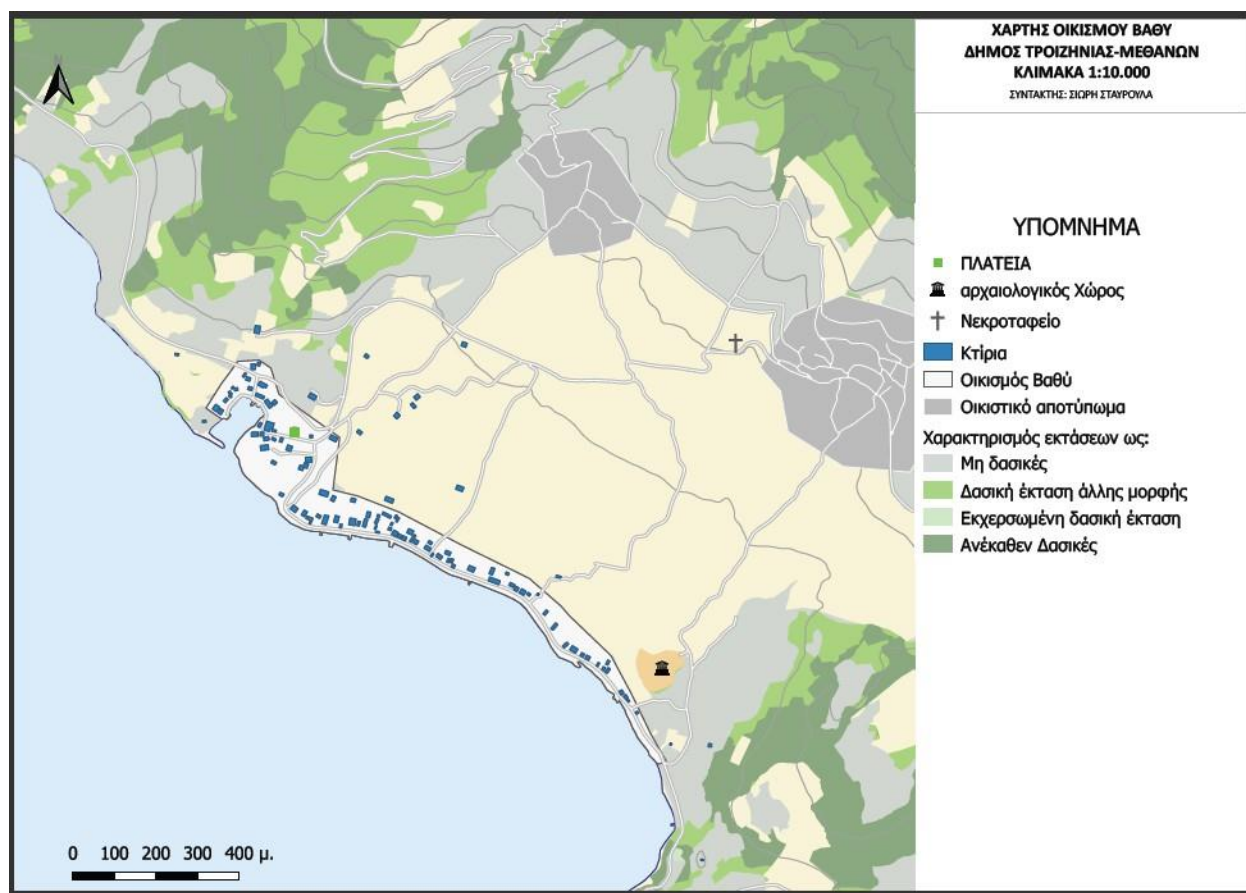 ΧΑΡΤΗΣ ΟΙΚΙΣΜΟΥ ΒΑΘΥ
ΔΗΜΟΣ ΤΡΟΙΖΗΝΙΑΣ-ΜΕΘΑΝΩΝ
ΚΛΙΜΑΚΑ 1:10.000
ΣΥΝΤΑΚΤΗΣ: ΣΙΩΡΗ ΣΤΑΥΡΟΥΛΑ
ΥΠΟΜΝΗΜΑ
ΠΛΑΤΕΙΑ
αρχαιολογικός Χώρος
Νεκροταφείο
Κτίρια
Οικισμός Βαθύ
Οικιστικό αποτύπωμα
Χαρακτηρισμός εκτάσεων ως:
Μη δασικές
Δασική έκταση άλλης μορφής
Εκχερσωμένη δασική έκταση
Ανέκαθεν Δασικές
0 100 200 300 400 μ.